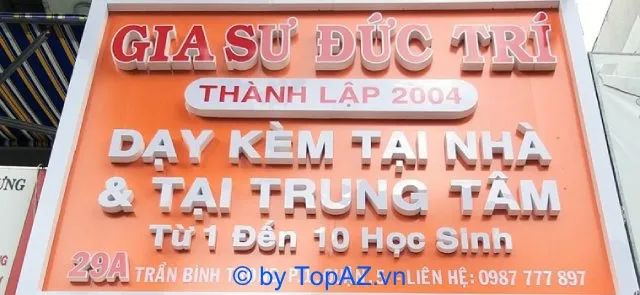 GIA SƯ ĐỨC TRÍ
THÀNH LẬP 2004
DẠY KÈM TẠI NHÀ
& TẠI TRUNG TÂM
Từ 1 Đến 10 Học Sinh
29A TRẦN BÌNH LIÊN HỆ: 0987 777 897
© by TopAZ.vn
ƯNG